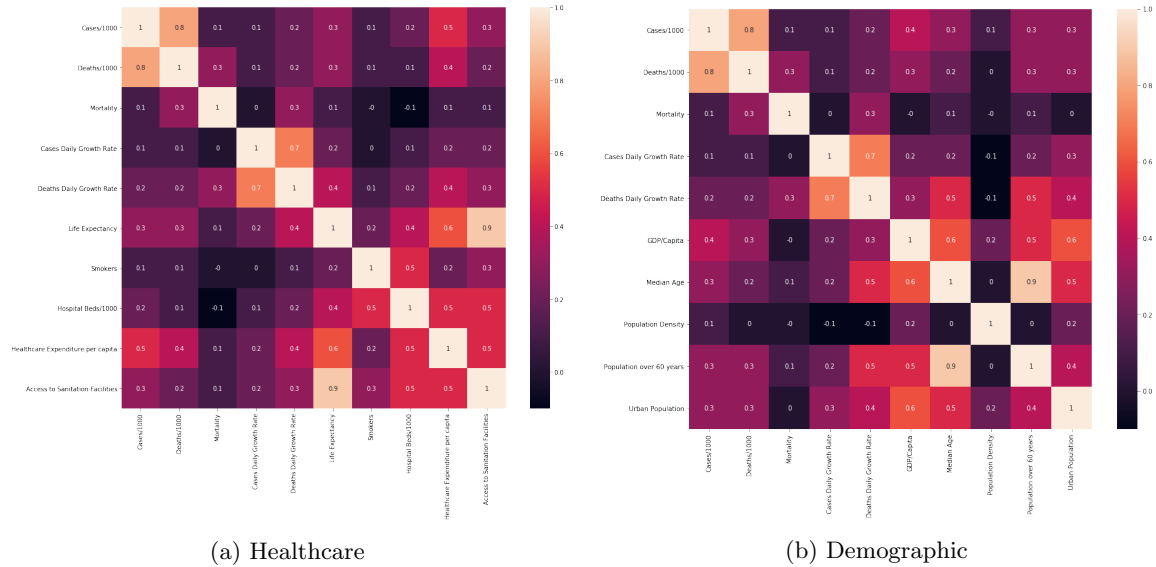 Cases/1000 1 0.8 0.1 0.1 0.2 0.3 0.1 0.2 0.5 0.3
Deaths/1000 0.8 1 0.3 0.1 0.2 0.3 0.1 0.1 0.4 0.2
Mortality 0.1 0.3 1 0 0.3 0.1 -0 -0.1 0.1 0.1
Cases Daily Growth Rate 0.1 0.1 0 1 0.7 0.2 0 0.1 0.2 0.2
Deaths Daily Growth Rate 0.2 0.2 0.3 0.7 1 0.4 0.1 0.2 0.4 0.3
Life Expectancy 0.3 0.3 0.1 0.2 0.4 1 0.2 0.4 0.6 0.9
Smokers 0.1 0.1 -0 0 0.1 0.2 1 0.5 0.2 0.3
Hospital Beds/1000 0.2 0.1 -0.1 0.1 0.2 0.4 0.5 1 0.5 0.5
Healthcare Expenditure per capita 0.5 0.4 0.1 0.2 0.4 0.6 0.2 0.5 1 0.5
Access to Sanitation Facilities 0.3 0.2 0.1 0.2 0.3 0.9 0.3 0.5 0.5 1
Cases/1000
Deaths/1000
Mortality
Cases Daily Growth Rate
Deaths Daily Growth Rate
Life Expectancy
Smokers
Hospital Beds/1000
Healthcare Expenditure per capita
Access to Sanitation Facilities
1.0
0.8
0.6
0.4
0.2
0.0
(a) Healthcare
Cases/1000 1 0.8 0.1 0.1 0.2 0.4 0.3 0.1 0.3 0.3
Deaths/1000 0.8 1 0.3 0.1 0.2 0.3 0.2 0 0.3 0.3
Mortality 0.1 0.3 1 0 0.3 -0 0.1 -0 0.1 0
Cases Daily Growth Rate 0.1 0.1 0 1 0.7 0.2 0.2 -0.1 0.2 0.3
Deaths Daily Growth Rate 0.2 0.2 0.3 0.7 1 0.3 0.5 -0.1 0.5 0.4
GDP/Capita 0.4 0.3 -0 0.2 0.3 1 0.6 0.2 0.5 0.6
Median Age 0.3 0.2 0.1 0.2 0.5 0.6 1 0 0.9 0.5
Population Density 0.1 0 -0 -0.1 -0.1 0.2 0 1 0 0.2
Population over 60 years 0.3 0.3 0.1 0.2 0.5 0.5 0.9 0 1 0.4
Urban Population 0.3 0.3 0 0.3 0.4 0.6 0.5 0.2 0.4 1
Cases/1000
Deaths/1000
Mortality
Cases Daily Growth Rate
Deaths Daily Growth Rate
GDP/Capita
Median Age
Population Density
Population over 60 years
Urban Population
1.0
0.8
0.6
0.4
0.2
0.0
(b) Demographic